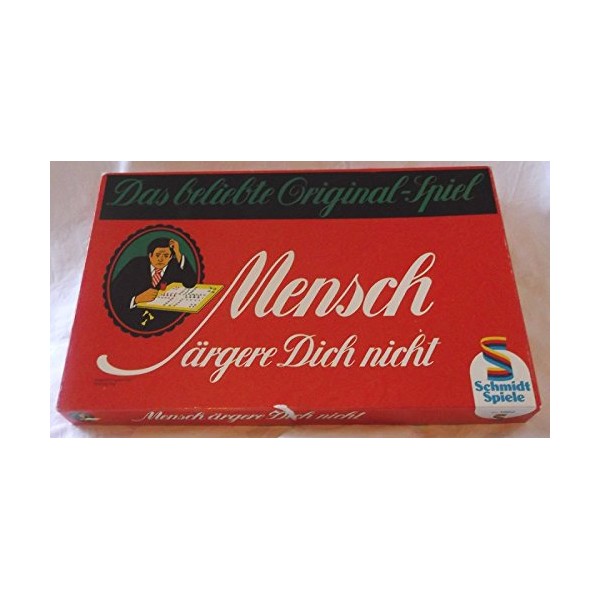 Das beliebte Original-Spiel
Mensch
ärgere Dich nicht
Schmidt
Spiele
Mensch ärgere Dich nicht